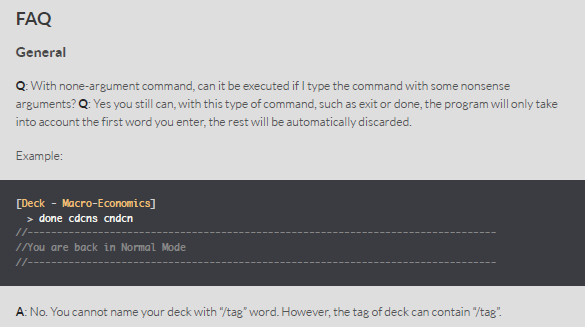 FAQ
General
Q: With none-argument command, can it be executed if I type the command with some nonsense
arguments? Q: Yes you still can, with this type of command, such as exit or done, the program will only take
into account the first word you enter, the rest will be automatically discarded.
Example:
[Deck - Macro-Economics]
> done cdcns cndcn
//------------------------------------------------------------------------------
//You are back in Normal Mode
//------------------------------------------------------------------------------
A: No. You cannot name your deck with “/tag” word. However, the tag of deck can contain “/tag”.